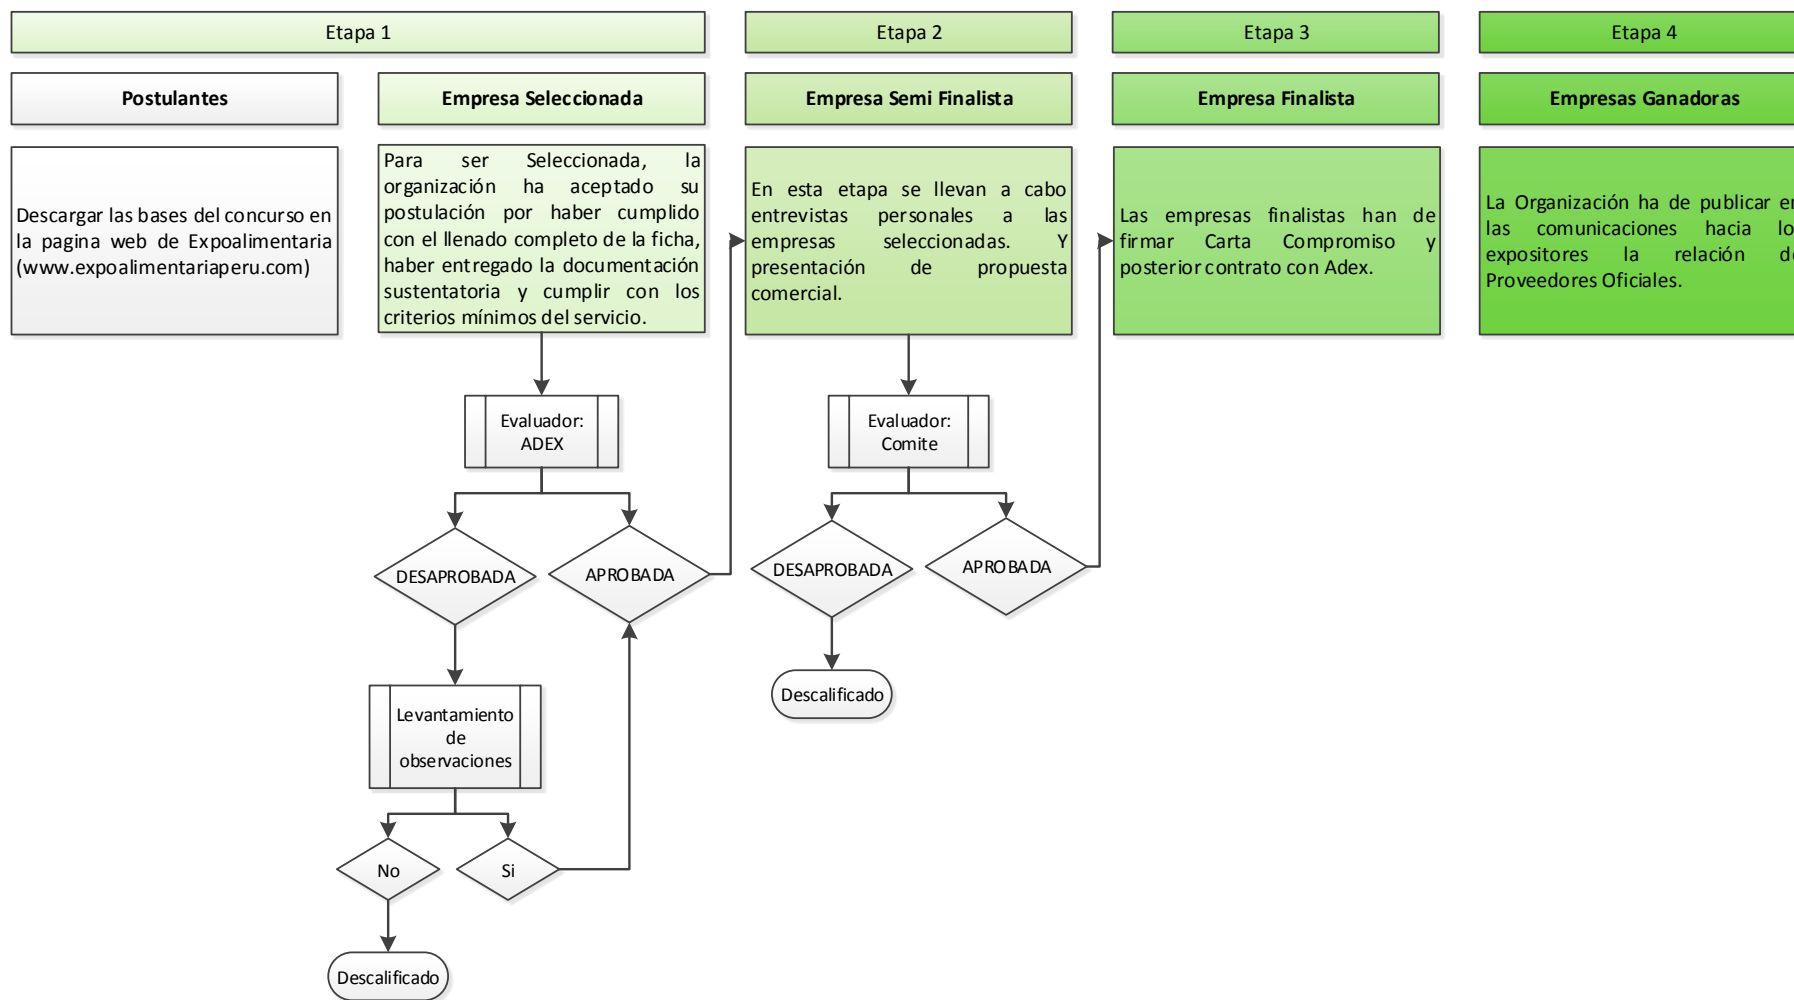 Etapa 1
Etapa 2
Etapa 3
Etapa 4
Postulantes
Empresa Seleccionada
Empresa Semi Finalista
Empresa Finalista
Empresas Ganadoras
Descargar las bases del concurso en
la pagina web de Expoalimentaria
(www.expoalimentariaperu.com)
Para ser Seleccionada, la
organización ha aceptado su
postulación por haber cumplido
con el llenado completo de la ficha,
haber entregado la documentación
sustentatoria y cumplir con los
criterios mínimos del servicio.
En esta etapa se llevan a cabo
entrevistas personales a las
empresas seleccionadas. Y
presentación de propuesta
comercial.
Las empresas finalistas han de
firmar Carta Compromiso y
posterior contrato con Adex.
La Organización ha de publicar
las comunicaciones hacia
expositores la relación
Proveedores Oficiales.
Evaluador:
ADEX
Evaluador:
Comite
DESAPROBADA
APROBADA
DESAPROBADA
APROBADA
Levantamiento
de
observaciones
Descalificado
No
Si
Descalificado